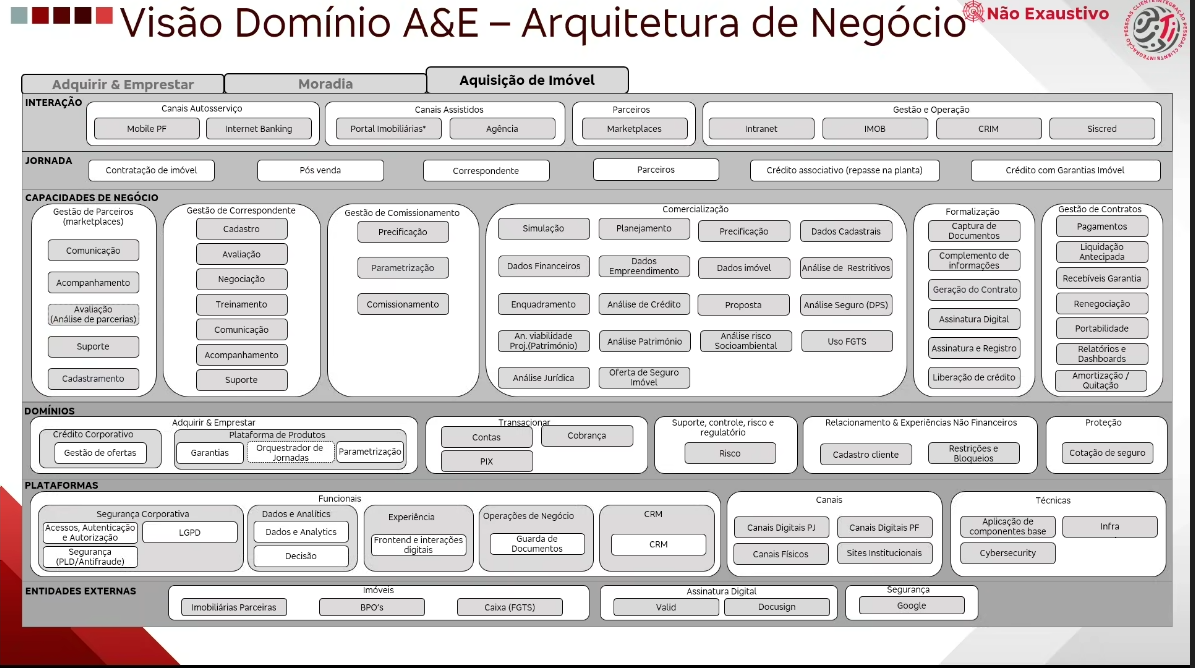 Visão Domínio A&E – Arquitetura de Negócio
Não Exaustivo
Adquirir & Emprestar
Moradia
Aquisição de Imóvel
INTERAÇÃO
Canais Autosserviço
Mobile PF
Internet Banking
Canais Assistidos
Portal Imobiliárias*
Agência
Parceiros
Marketplaces
Gestão e Operação
Intranet
IMOB
CRIM
Siscred
JORNADA
Contratação de imóvel
Pós venda
Correspondente
Parceiros
Crédito associativo (repasse na planta)
Crédito com Garantias Imóvel
CAPACIDADES DE NEGÓCIO
Gestão de Parceiros
(marketplaces)
Comunicação
Acompanhamento
Avaliação
(Análise de parcerias)
Suporte
Cadastramento
Gestão de Correspondente
Cadastro
Avaliação
Negociação
Treinamento
Comunicação
Acompanhamento
Suporte
Gestão de Comissionamento
Precificação
Parametrização
Comissionamento
Comercialização
Simulação
Planejamento
Precificação
Dados Cadastrais
Dados Financeiros
Dados
Empreendimento
Dados imóvel
Análise de Restritivos
Enquadramento
Análise de Crédito
Proposta
Análise Seguro (DPS)
An. viabilidade
Proj.(Património)
Análise Património
Análise risco
Socioambiental
Uso FGTS
Análise Jurídica
Oferta de Seguro
Imóvel
Formalização
Captura de
Documentos
Complemento de
informações
Geração do Contrato
Assinatura Digital
Assinatura e Registro
Liberação de crédito
Gestão de Contratos
Pagamentos
Liquidação
Antecipada
Recebíveis Garantia
Renegociação
Portabilidade
Relatórios e
Dashboards
Amortização /
Quitação
DOMÍNIOS
Adquirir & Emprestar
Crédito Corporativo
Gestão de ofertas
Plataforma de Produtos
Garantias
Orquestrador de
Jornadas
Parametrização
Transacionar
Contas
Cobrança
PIX
Suporte, controle, risco e
regulatório
Risco
Relacionamento & Experiências Não Financeiros
Cadastro cliente
Restrições e
Bloqueios
Proteção
Cotação de seguro
PLATAFORMAS
Funcionais
Segurança Corporativa
Acessos, Autenticação
e Autorização
LGPD
Segurança
(PLD/Antifraude)
Dados e Analítics
Dados e Analytics
Decisão
Experiência
Frontend e interações
digitais
Operações de Negócio
Guarda de
Documentos
CRM
CRM
Canais
Canais Digitais PJ
Canais Digitais PF
Canais Físicos
Sites Institucionais
Técnicas
Aplicação de
componentes base
Infra
Cybersecurity
ENTIDADES EXTERNAS
Imóveis
Imobiliárias Parceiras
BPO's
Caixa (FGTS)
Assinatura Digital
Valid
Docusign
Segurança
Google